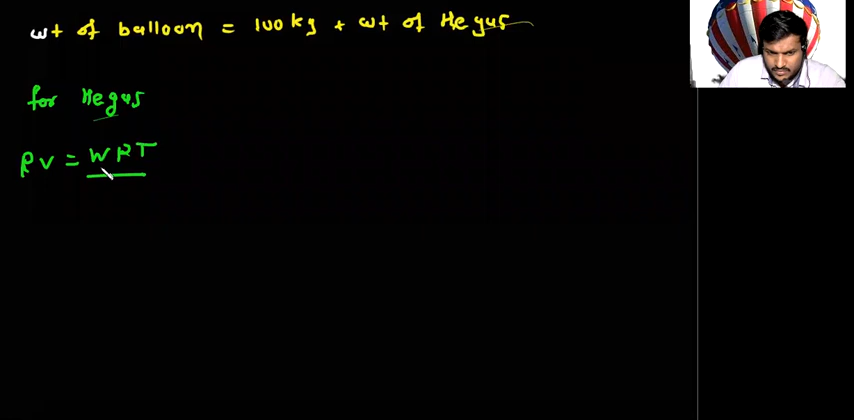 wt of balloon = 100 kg + wt of He gas
for He gas
PV = WRT